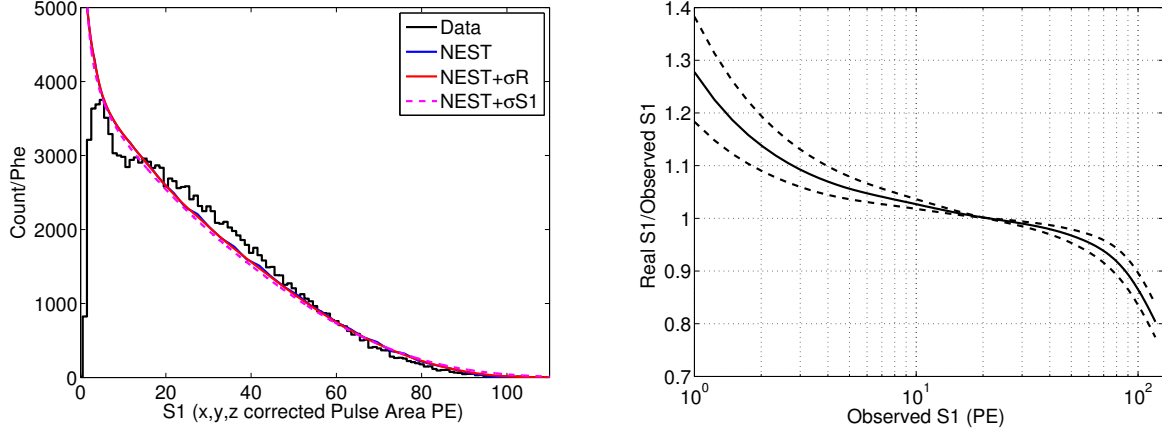 5000
4000
3000
2000
1000
0
0
20
40
60
80
100
Count/Phe
S1 (x,y,z corrected Pulse Area PE)
Data
NEST
NEST+σR
NEST+σS1
1.4
1.3
1.2
1.1
1
0.9
0.8
0.7
10^0
10^1
10^2
Real S1/Observed S1
Observed S1 (PE)